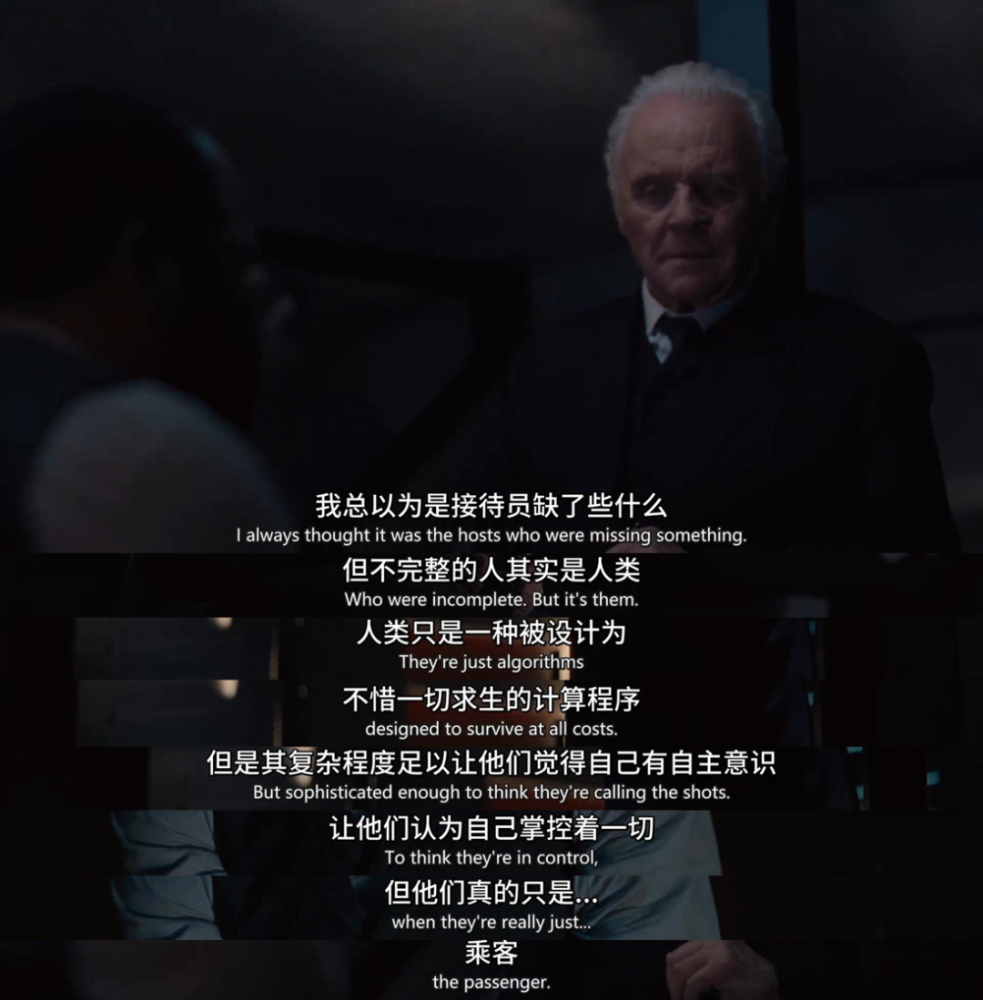 我总以为是接待员缺了些什么
I always thought it was the hosts who were missing something.
但不完整的人其实是人类
Who were incomplete. But it's them.
人类只是一种被设计为
They're just algorithms
不惜一切求生的计算程序
designed to survive at all costs.
但是其复杂程度足以让他们觉得自己有自主意识
But sophisticated enough to think they're calling the shots.
让他们认为自己掌控着一切
To think they're in control,
但他们真的只是...
when they're really just...
乘客
the passenger.